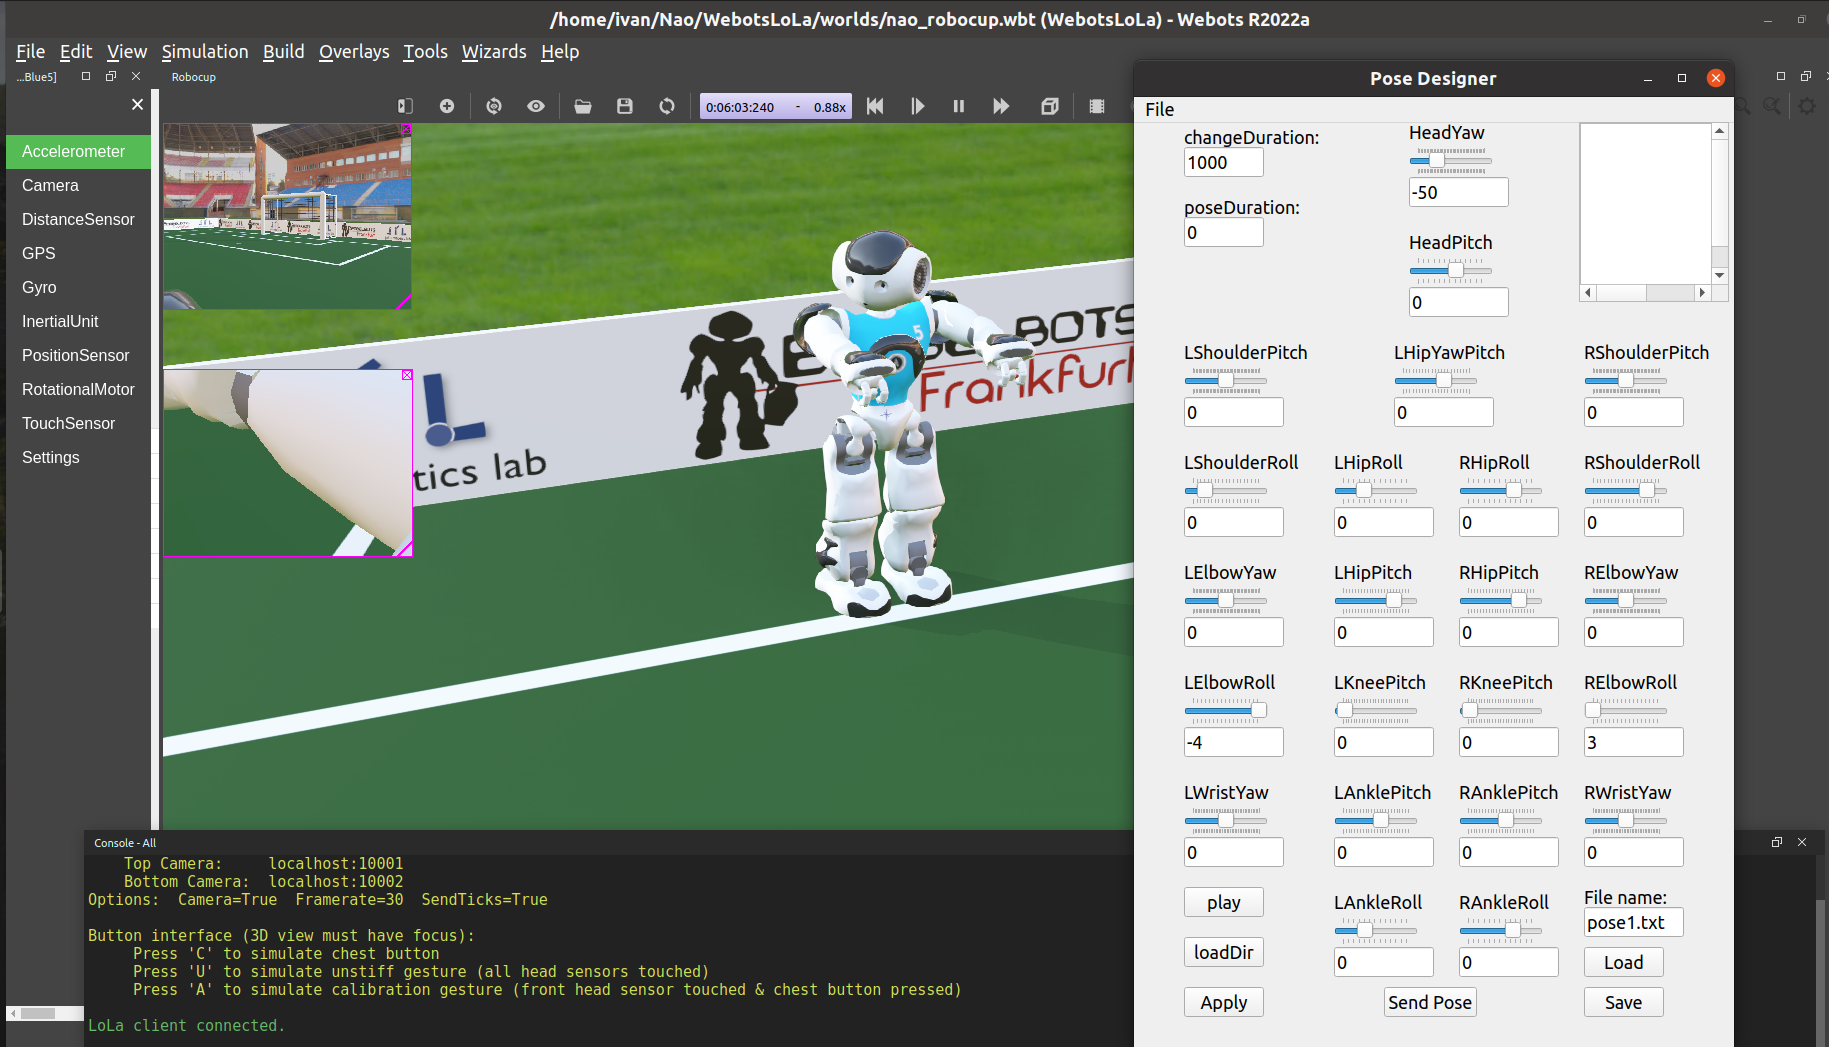 /home/ivan/Nao/WebotsLoLa/worlds/nao_robocup.wbt (WebotsLoLa) - Webots R2022a
File Edit View Simulation Build Overlays Tools Wizards Help
...Blue5]
Robocup
0:06:03:240 - 0.88x
Accelerometer
Camera
DistanceSensor
GPS
Gyro
InertialUnit
PositionSensor
RotationalMotor
TouchSensor
Settings
5
BOTS
Frankfurt
L
tics lab
Pose Designer
File
changeDuration:
1000
poseDuration:
0
HeadYaw
-50
HeadPitch
0
LShoulderPitch LHipYawPitch RShoulderPitch
0 0 0
LShoulderRoll LHipRoll RHipRoll RShoulderRoll
0 0 0 0
LElbowYaw LHipPitch RHipPitch RElbowYaw
0 0 0 0
LElbowRoll LKneePitch RKneePitch RElbowRoll
-4 0 0 3
LWristYaw LAnklePitch RAnklePitch RWristYaw
0 0 0 0
play LAnkleRoll RAnkleRoll File name:
pose1.txt
loadDir 0 0 Load
Apply Send Pose Save
Console - All
Top Camera: localhost:10001
Bottom Camera: localhost:10002
Options: Camera=True Framerate=30 SendTicks=True
Button interface (3D view must have focus):
Press 'C' to simulate chest button
Press 'U' to simulate unstiff gesture (all head sensors touched)
Press 'A' to simulate calibration gesture (front head sensor touched & chest button pressed)
LoLa client connected.